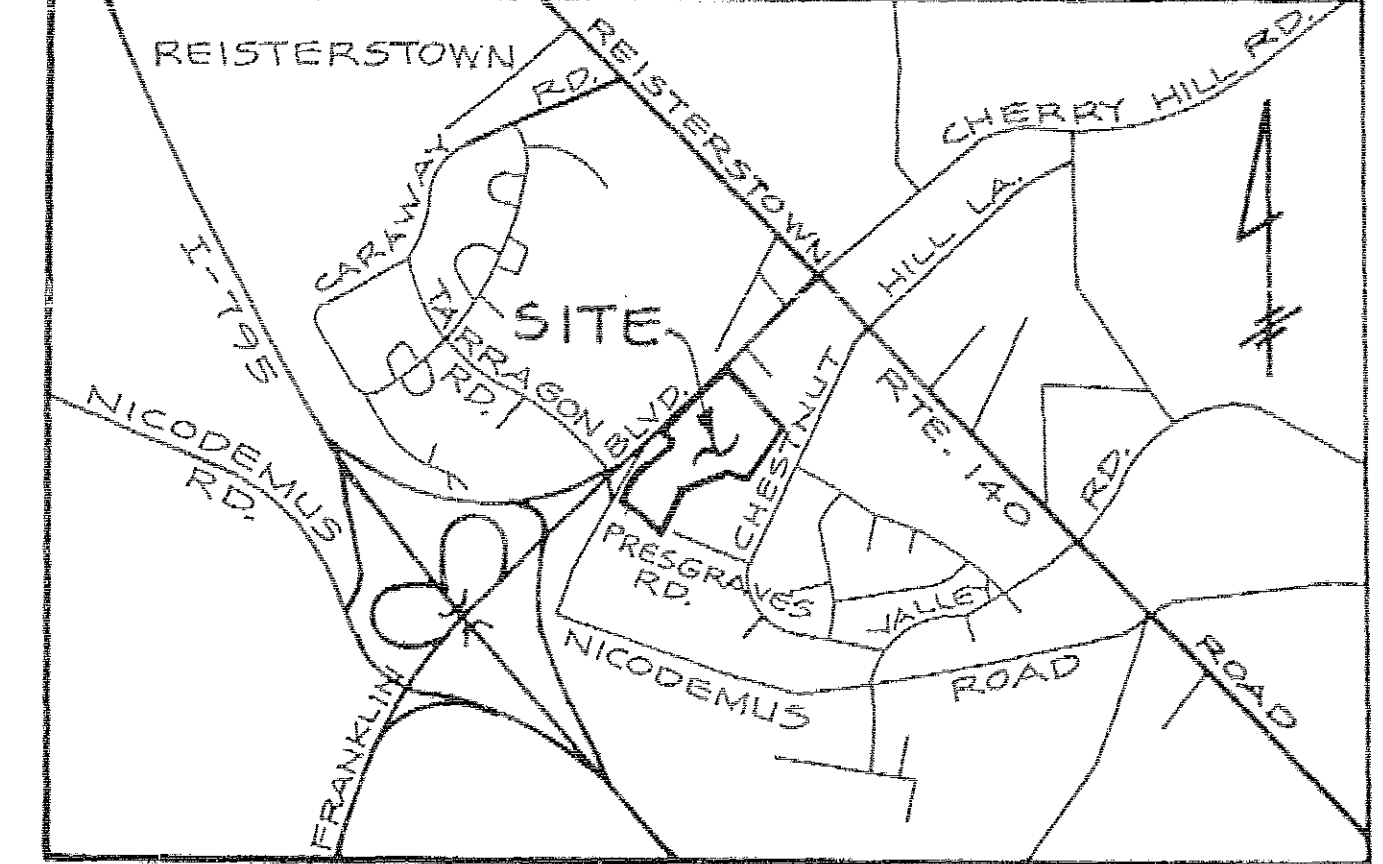 REISTERSTOWN
REISTERSTOWN
RD.
CARAWAY
CHERRY HILL RD.
HILL LA.
I-795
SITE
TARRAGON
RD.
BLVD.
CHESTNUT
RTE. 140
NICODEMUS
RD.
RD.
PRESGRAVES
RD.
VALLEY
NICODEMUS
ROAD
ROAD
FRANKLIN